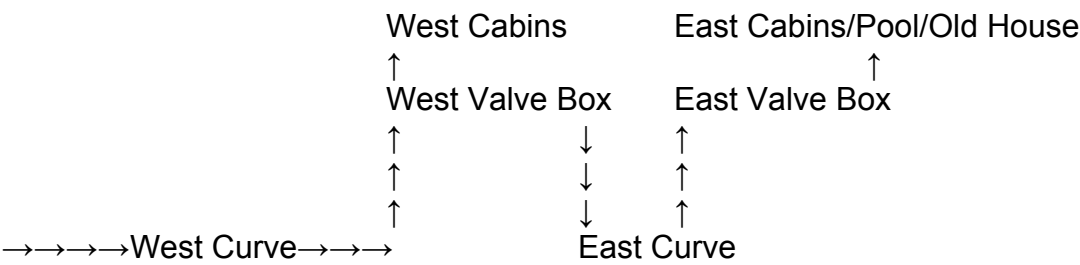 West Cabins East Cabins/Pool/Old House
↑ ↑
West Valve Box East Valve Box
↑ ↓ ↑
↑ ↓ ↑
↑ ↓ ↑
→→→→West Curve→→→ East Curve